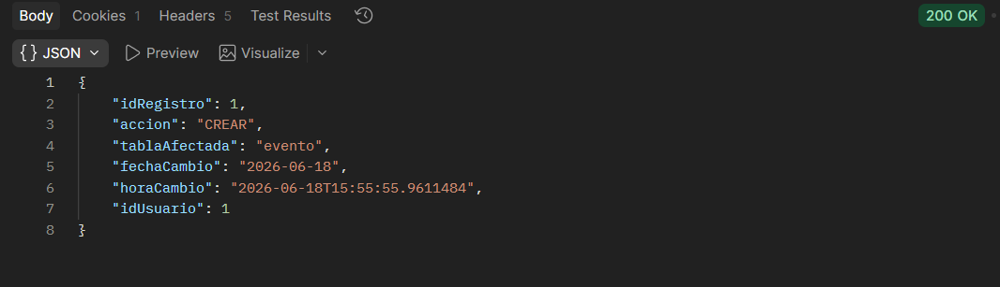 Body Cookies 1 Headers 5 Test Results 200 OK
{} JSON Preview Visualize
1 {
2 "idRegistro": 1,
3 "accion": "CREAR",
4 "tablaAfectada": "evento",
5 "fechaCambio": "2026-06-18",
6 "horaCambio": "2026-06-18T15:55:55.9611484",
7 "idUsuario": 1
8 }